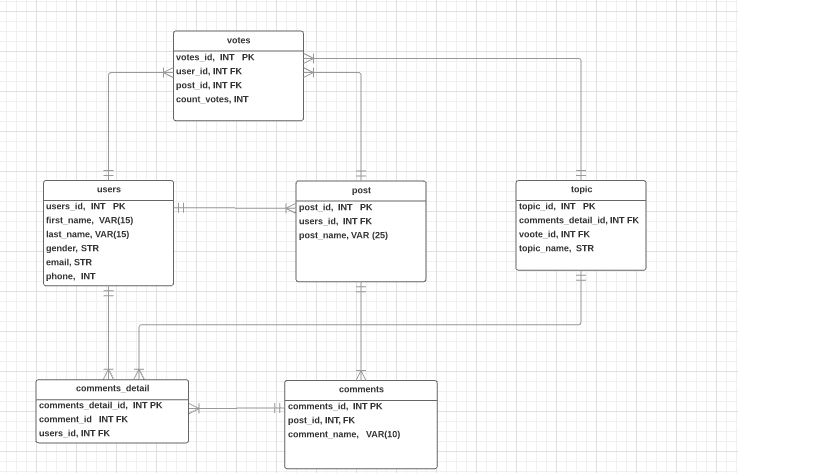 votes
votes_id, INT PK
user_id, INT FK
post_id, INT FK
count_votes, INT
users
users_id, INT PK
first_name, VAR(15)
last_name, VAR(15)
gender, STR
email, STR
phone, INT
post
post_id, INT PK
users_id, INT FK
post_name, VAR (25)
topic
topic_id, INT PK
comments_detail_id, INT FK
voote_id, INT FK
topic_name, STR
comments_detail
comments_detail_id, INT PK
comment_id INT FK
users_id, INT FK
comments
comments_id, INT PK
post_id, INT, FK
comment_name, VAR(10)